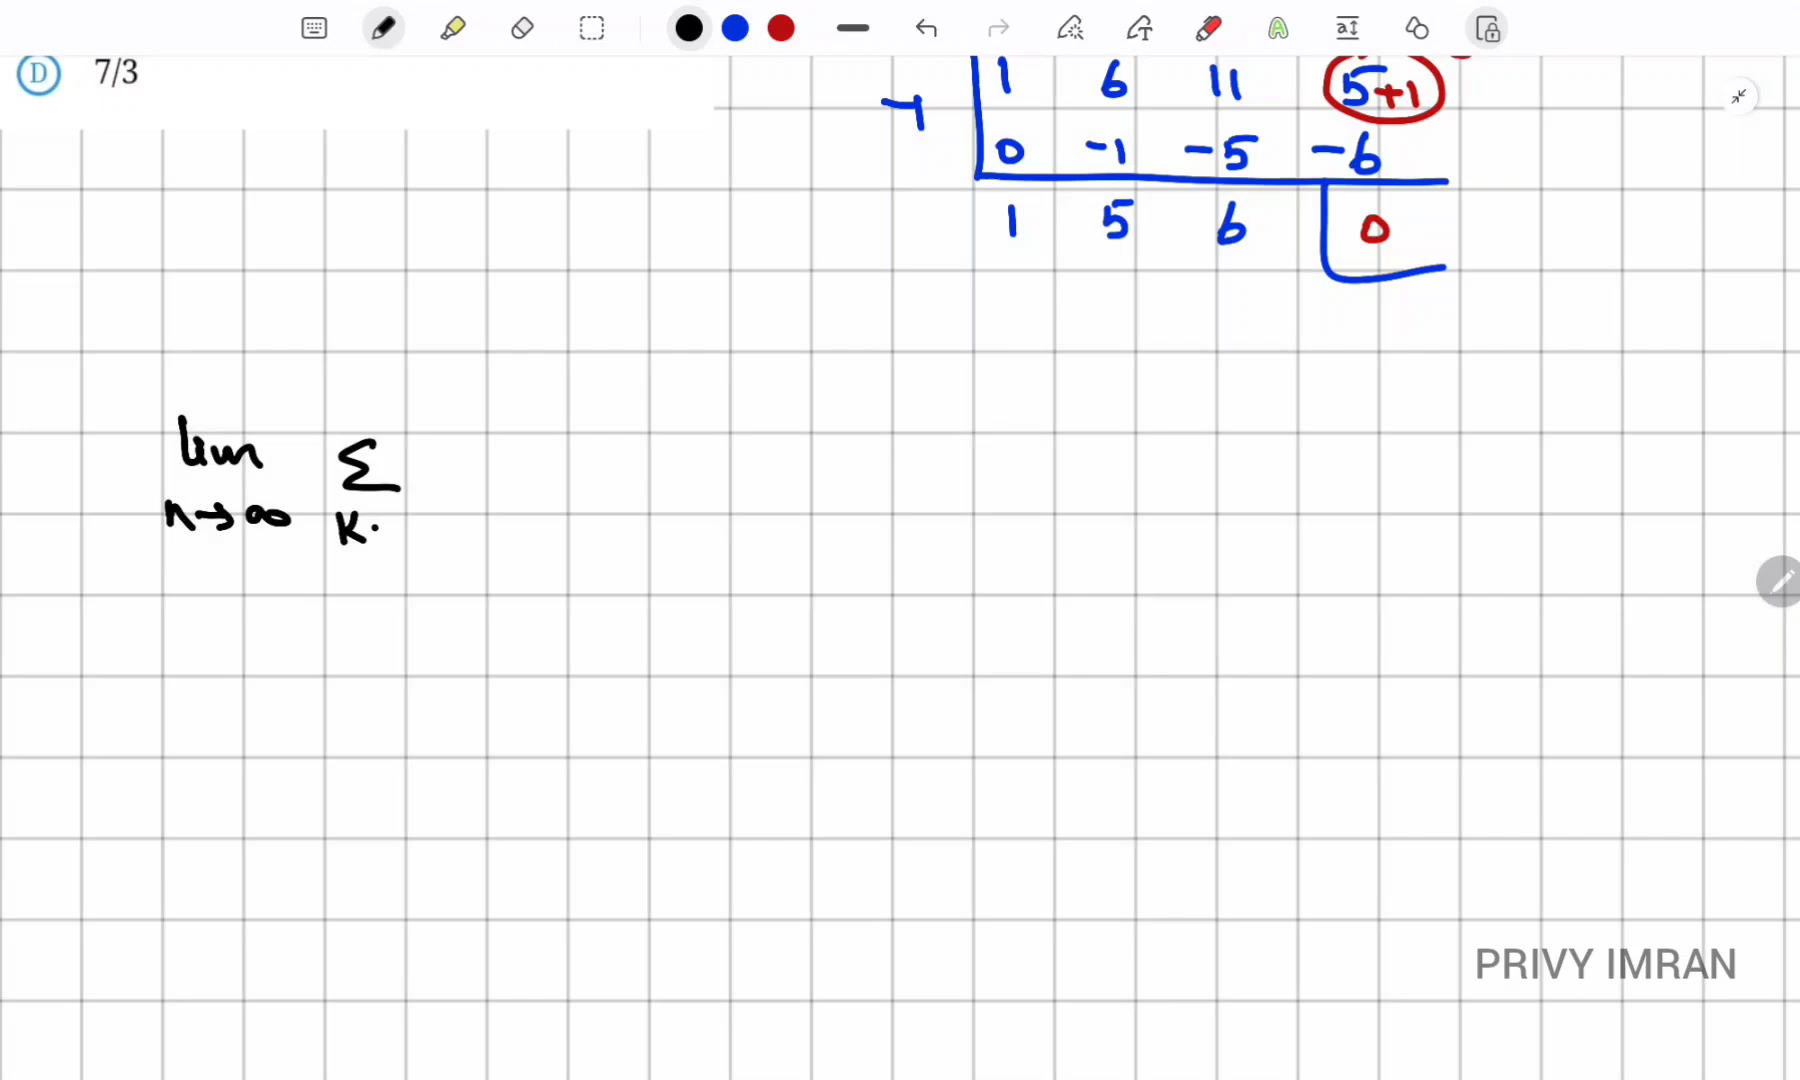 D 7/3
1 6 11 5+1
-1
0 -1 -5 -6
1 5 6 0
lim Σ
n→∞ K.
PRIVY IMRAN